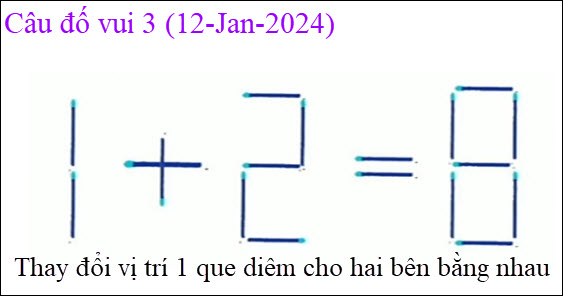 Câu đố vui 3 (12-Jan-2024)
1 + 2 = 8
Thay đổi vị trí 1 que diêm cho hai bên bằng nhau